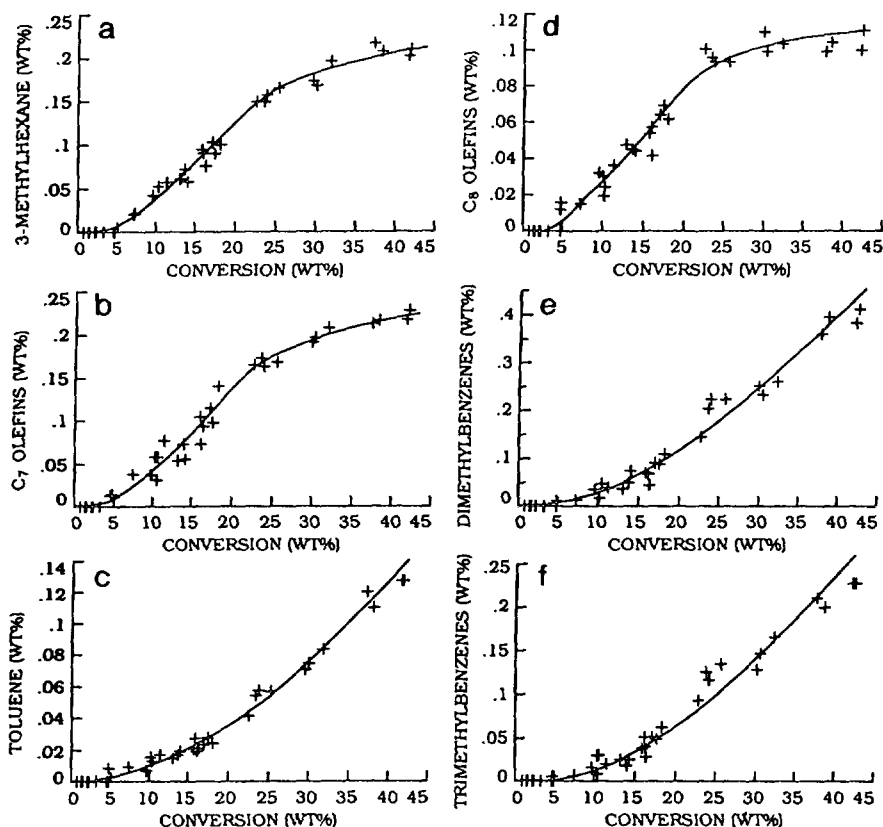 a
3-METHYLHEXANE (WT%)
.2
.15
.1
.05
0
0 5 10 15 20 25 30 35 40 45
CONVERSION (WT%)
b
C₇ OLEFINS (WT%)
.25
.2
.15
.1
.05
0
0 5 10 15 20 25 30 35 40 45
CONVERSION (WT%)
c
TOLUENE (WT%)
.14
.12
.10
.08
.06
.04
.02
0
0 5 10 15 20 25 30 35 40 45
CONVERSION (WT%)
d
C₈ OLEFINS (WT%)
0.12
0.10
.08
.06
.04
.02
0
0 5 10 15 20 25 30 35 40 45
CONVERSION (WT%)
e
DIMETHYLBENZENES (WT%)
.4
.3
.2
.1
0
0 5 10 15 20 25 30 35 40 45
CONVERSION (WT%)
f
TRIMETHYLBENZENES (WT%)
.25
.2
.15
.1
.05
0
0 5 10 15 20 25 30 35 40 45
CONVERSION (WT%)